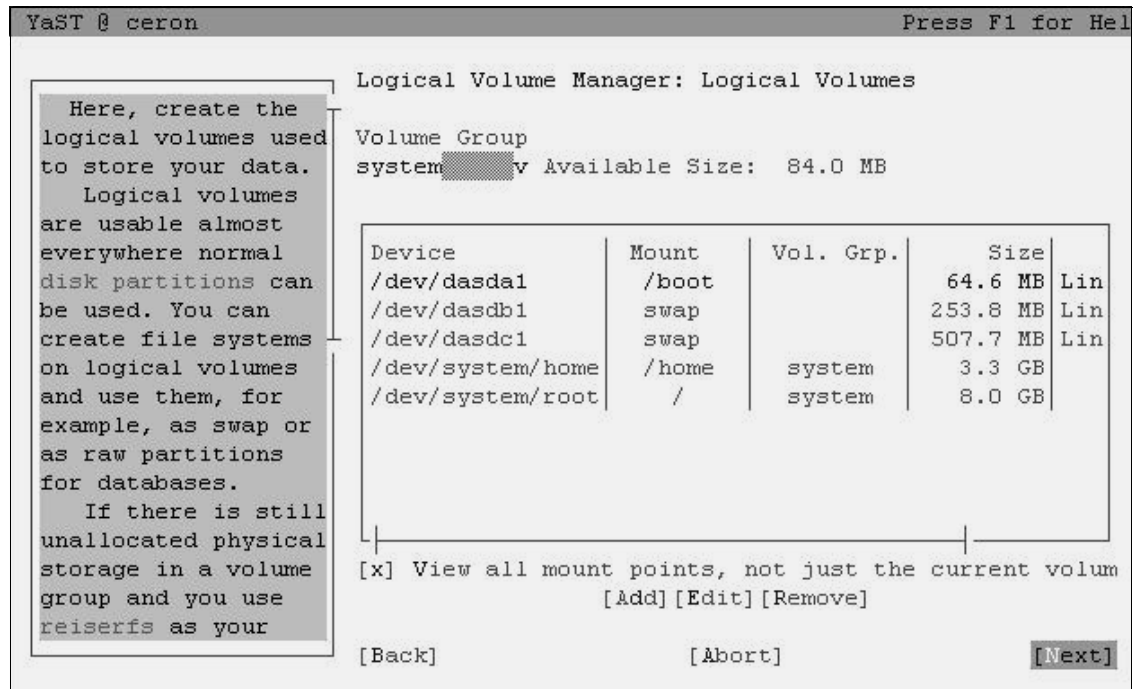 YaST @ ceron Press F1 for Hel
Here, create the
logical volumes used
to store your data.
Logical volumes
are usable almost
everywhere normal
disk partitions can
be used. You can
create file systems
on logical volumes
and use them, for
example, as swap or
as raw partitions
for databases.
If there is still
unallocated physical
storage in a volume
group and you use
reiserfs as your
Logical Volume Manager: Logical Volumes
Volume Group
system v Available Size: 84.0 MB
Device Mount Vol. Grp. Size
/dev/dasda1 /boot 64.6 MB Lin
/dev/dasdb1 swap 253.8 MB Lin
/dev/dasdc1 swap 507.7 MB Lin
/dev/system/home /home system 3.3 GB
/dev/system/root / system 8.0 GB
[x] View all mount points, not just the current volum
[Add][Edit][Remove]
[Back] [Abort] [Next]